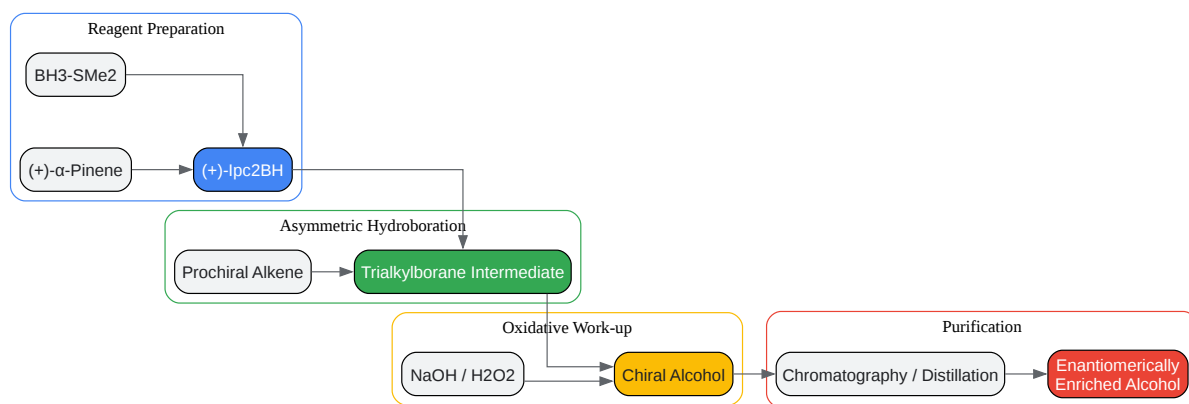 Reagent Preparation
BH3-SMe2
(+)-α-Pinene
(+)-Ipc2BH
Asymmetric Hydroboration
Prochiral Alkene
Trialkylborane Intermediate
Oxidative Work-up
NaOH / H2O2
Chiral Alcohol
Purification
Chromatography / Distillation
Enantiomerically
Enriched Alcohol